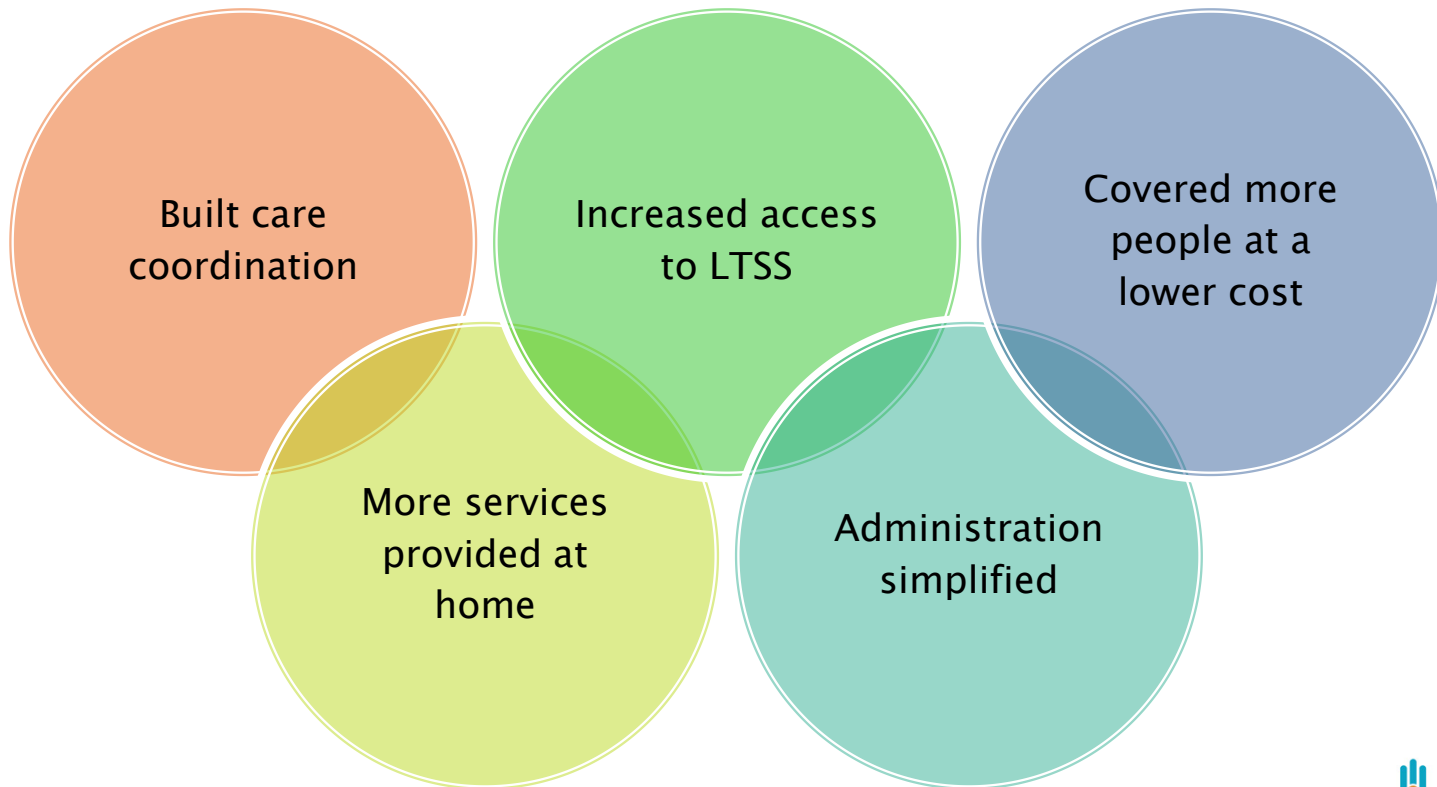 Built care
coordination
Increased access
to LTSS
Covered more
people at a
lower cost
More services
provided at
home
Administration
simplified